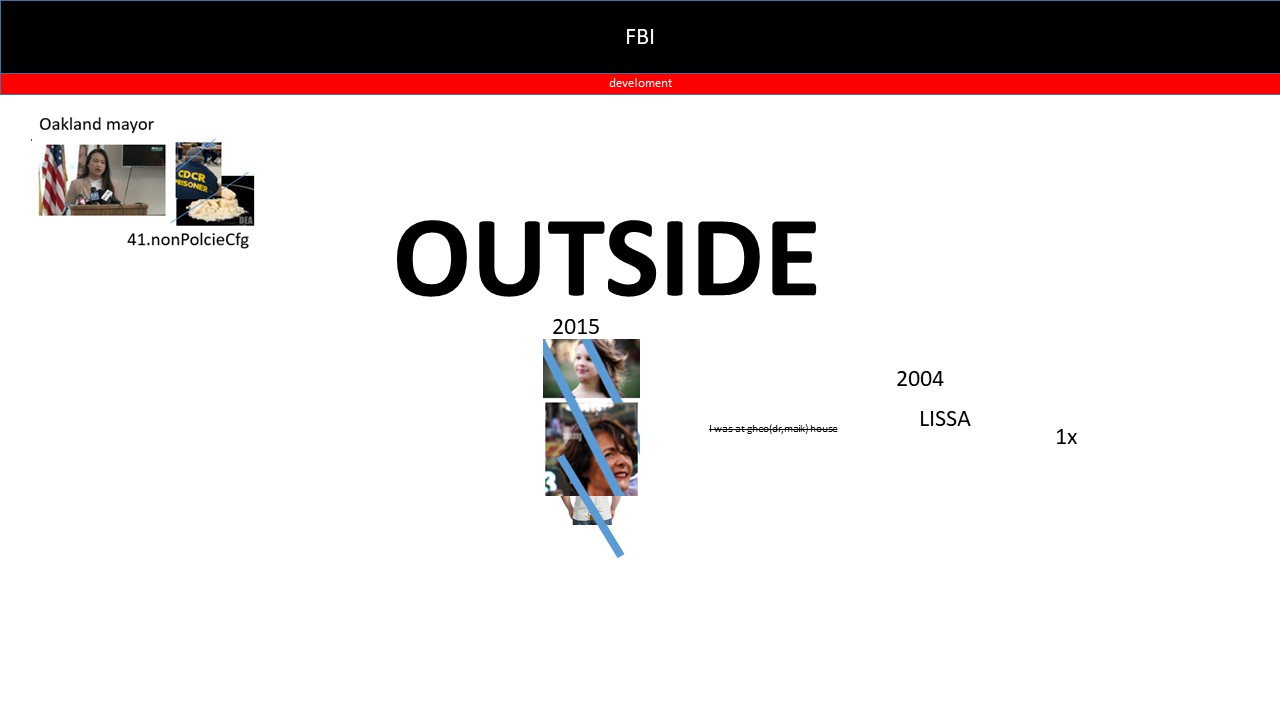 FBI
develoment
Oakland mayor
CDCR
PRISONER
DEA
41.nonPolcieCfg
OUTSIDE
2015
2004
LISSA
I was at gheo(dr,maik) house
1x
3